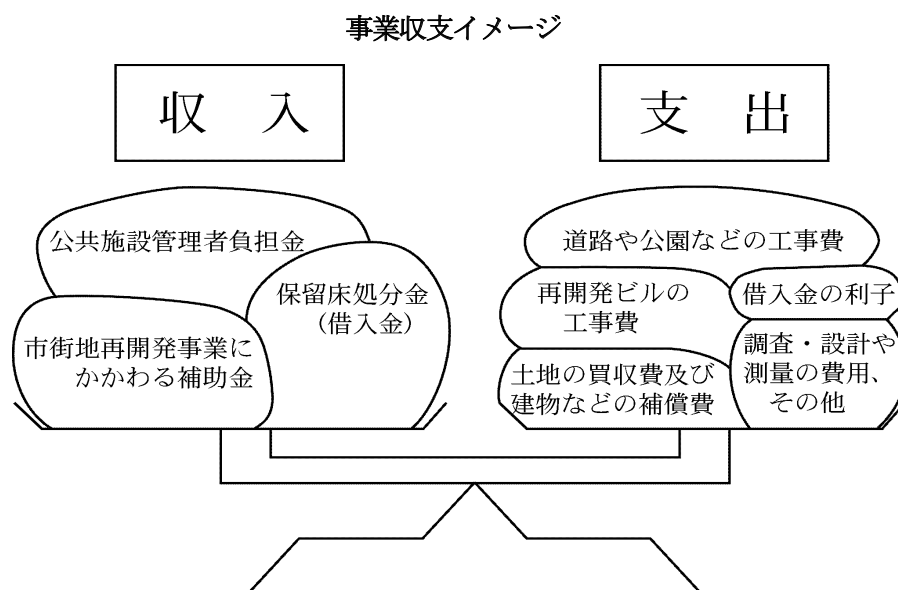 事業収支イメージ
収 入
支 出
公共施設管理者負担金
保留床処分金
(借入金)
市街地再開発事業に
かかわる補助金
道路や公園などの工事費
再開発ビルの
工事費
借入金の利子
土地の買収費及び
建物などの補償費
調査・設計や
測量の費用、
その他